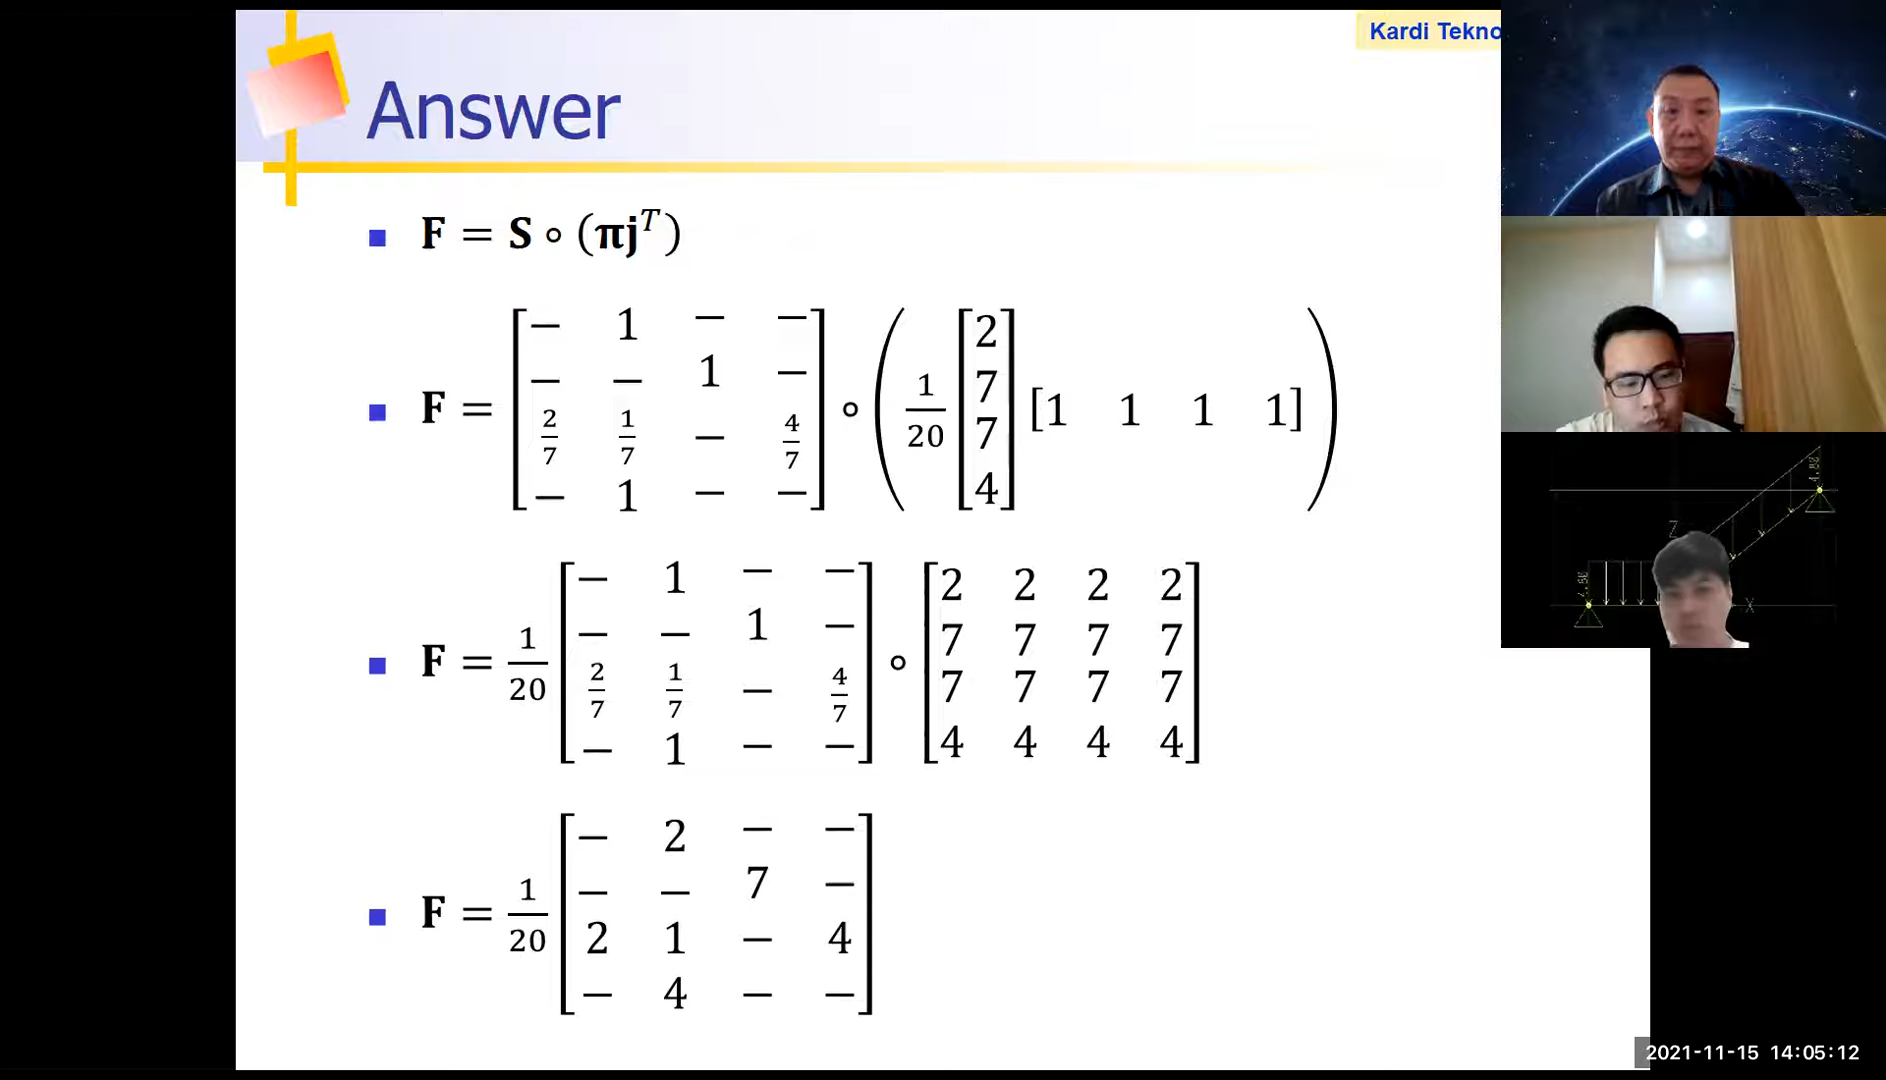 Kardi Tekno
Answer
F = S ∘ (πjᵀ)
F = [− 1 − −; − − 1 −; 2/7 1/7 − 4/7; − 1 − −] ∘ (1/20 [2; 7; 7; 4] [1 1 1 1])
F = 1/20 [− 1 − −; − − 1 −; 2/7 1/7 − 4/7; − 1 − −] ∘ [2 2 2 2; 7 7 7 7; 7 7 7 7; 4 4 4 4]
F = 1/20 [− 2 − −; − − 7 −; 2 1 − 4; − 4 − −]
Z
X
2021-11-15 14:05:12